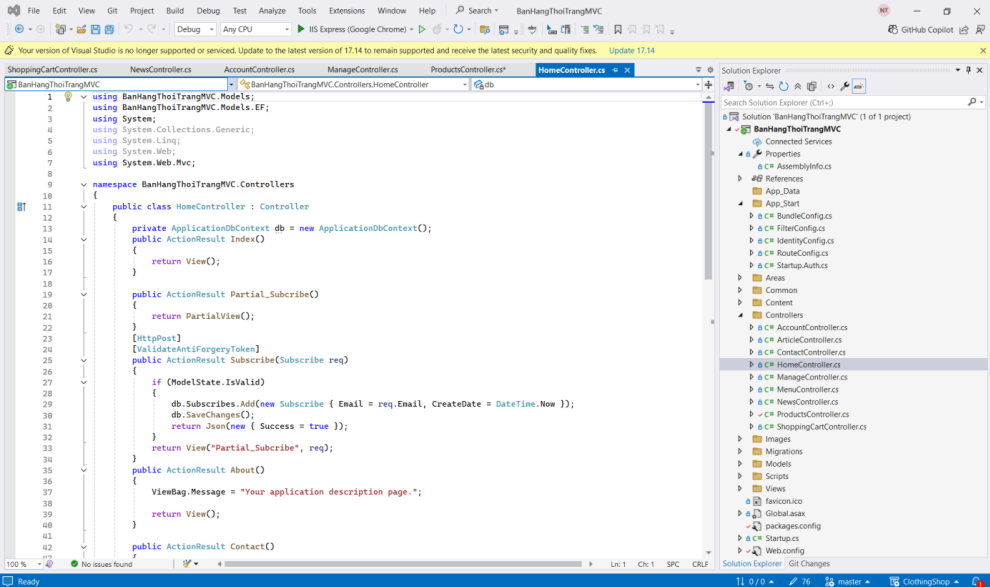 File Edit View Git Project Build Debug Test Analyze Tools Extensions Window Help Search BanHangThoiTrangMVC NT
Debug Any CPU IIS Express (Google Chrome) GitHub Copilot
Your version of Visual Studio is no longer supported or serviced. Update to the latest version of 17.14 to remain supported and receive the latest security and quality fixes. Update 17.14
ShoppingCartController.cs NewsController.cs AccountController.cs ManageController.cs ProductsController.cs* HomeController.cs
BanHangThoiTrangMVC BanHangThoiTrangMVC.Controllers.HomeController db
1 using BanHangThoiTrangMVC.Models;
2 using BanHangThoiTrangMVC.Models.EF;
3 using System;
4 using System.Collections.Generic;
5 using System.Linq;
6 using System.Web;
7 using System.Web.Mvc;
8
9 namespace BanHangThoiTrangMVC.Controllers
10 {
11 public class HomeController : Controller
12 {
13 private ApplicationDbContext db = new ApplicationDbContext();
14 public ActionResult Index()
15 {
16 return View();
17 }
18
19 public ActionResult Partial_Subcribe()
20 {
21 return PartialView();
22 }
23 [HttpPost]
24 [ValidateAntiForgeryToken]
25 public ActionResult Subscribe(Subscribe req)
26 {
27 if (ModelState.IsValid)
28 {
29 db.Subscribes.Add(new Subscribe { Email = req.Email, CreateDate = DateTime.Now });
30 db.SaveChanges();
31 return Json(new { Success = true });
32 }
33 return View("Partial_Subcribe", req);
34 }
35 public ActionResult About()
36 {
37 ViewBag.Message = "Your application description page.";
38
39 return View();
40 }
41
42 public ActionResult Contact()
100 % No issues found Ln: 1 Ch: 1 SPC CRLF
Solution Explorer
Search Solution Explorer (Ctrl+;)
Solution 'BanHangThoiTrangMVC' (1 of 1 project)
BanHangThoiTrangMVC
Connected Services
Properties
C# AssemblyInfo.cs
References
App_Data
App_Start
C# BundleConfig.cs
C# FilterConfig.cs
C# IdentityConfig.cs
C# RouteConfig.cs
C# Startup.Auth.cs
Areas
Common
Content
Controllers
C# AccountController.cs
C# ArticleController.cs
C# ContactController.cs
C# HomeController.cs
C# ManageController.cs
C# MenuController.cs
C# NewsController.cs
C# ProductsController.cs
C# ShoppingCartController.cs
Images
Migrations
Models
Scripts
Views
favicon.ico
Global.asax
packages.config
C# Startup.cs
Web.config
Solution Explorer Git Changes
Ready 0 / 0 76 master ClothingShop 1